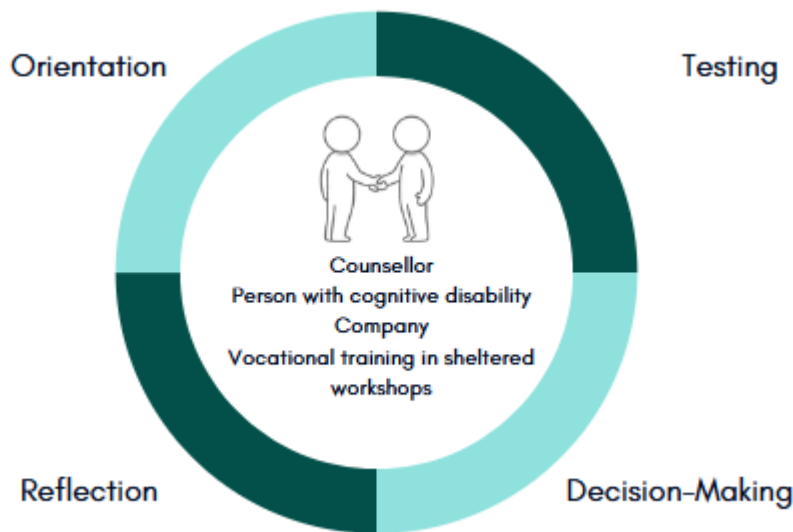 Orientation
Testing
Counsellor
Person with cognitive disability
Company
Vocational training in sheltered
workshops
Reflection
Decision-Making